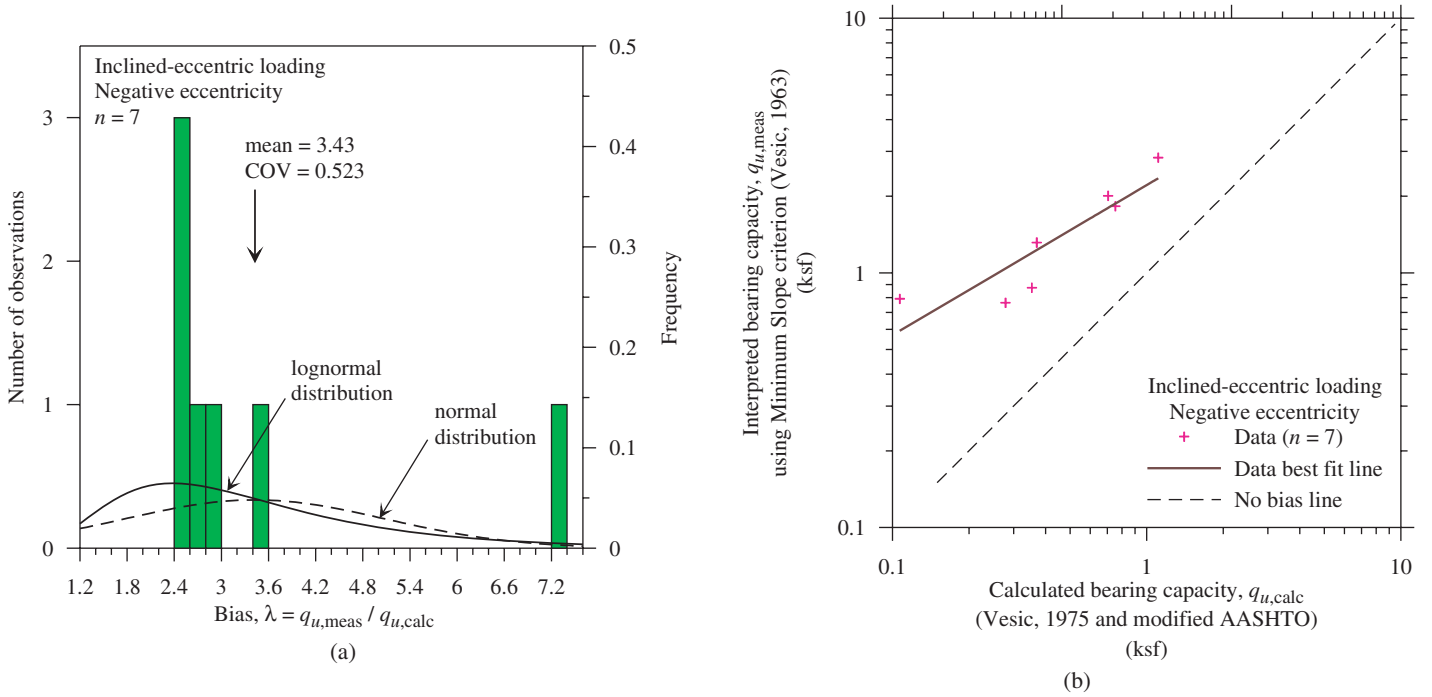 Inclined-eccentric loading
Negative eccentricity
n = 7
mean = 3.43
COV = 0.523
lognormal
distribution
normal
distribution
Number of observations
0
1
2
3
Frequency
0
0.1
0.2
0.3
0.4
0.5
1.2 1.8 2.4 3 3.6 4.2 4.8 5.4 6 6.6 7.2
Bias, λ = qu,meas / qu,calc
(a)
Interpreted bearing capacity, qu,meas
using Minimum Slope criterion (Vesic, 1963)
(ksf)
10
1
0.1
Inclined-eccentric loading
Negative eccentricity
Data (n = 7)
Data best fit line
No bias line
0.1 1 10
Calculated bearing capacity, qu,calc
(Vesic, 1975 and modified AASHTO)
(ksf)
(b)